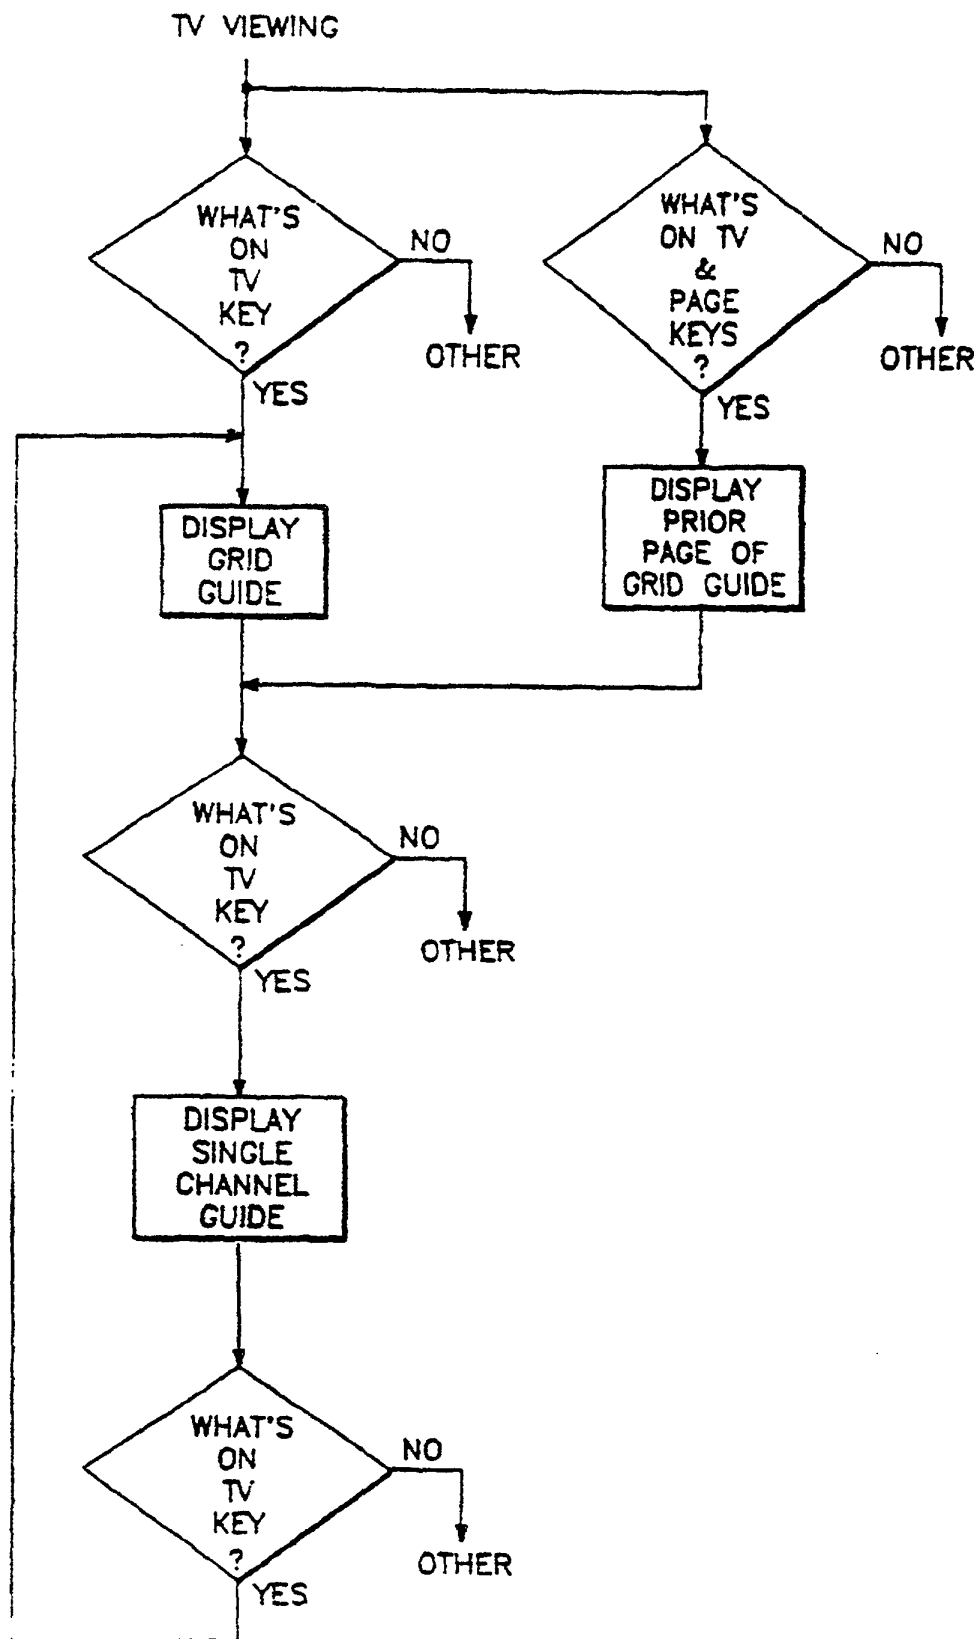 TV VIEWING
WHAT'S
ON
TV
KEY
?
NO
OTHER
YES
WHAT'S
ON TV
&
PAGE
KEYS
?
NO
OTHER
YES
DISPLAY
GRID
GUIDE
DISPLAY
PRIOR
PAGE OF
GRID GUIDE
WHAT'S
ON
TV
KEY
?
NO
OTHER
YES
DISPLAY
SINGLE
CHANNEL
GUIDE
WHAT'S
ON
TV
KEY
?
NO
OTHER
YES